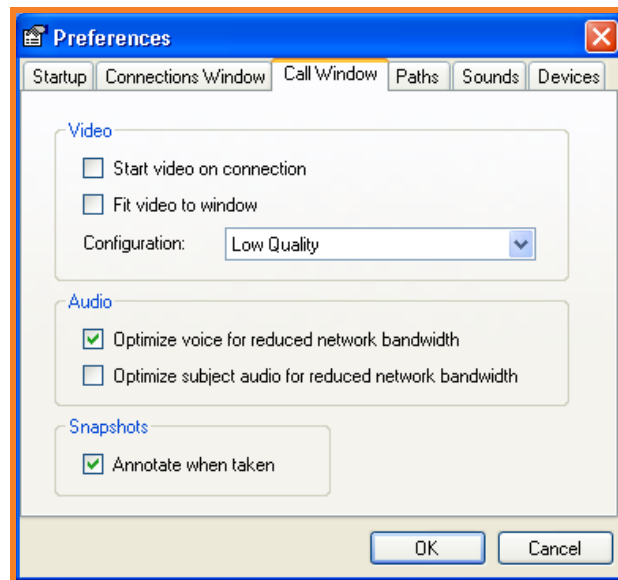 Preferences
Startup Connections Window Call Window Paths Sounds Devices
Video
Start video on connection
Fit video to window
Configuration: Low Quality
Audio
Optimize voice for reduced network bandwidth
Optimize subject audio for reduced network bandwidth
Snapshots
Annotate when taken
OK Cancel